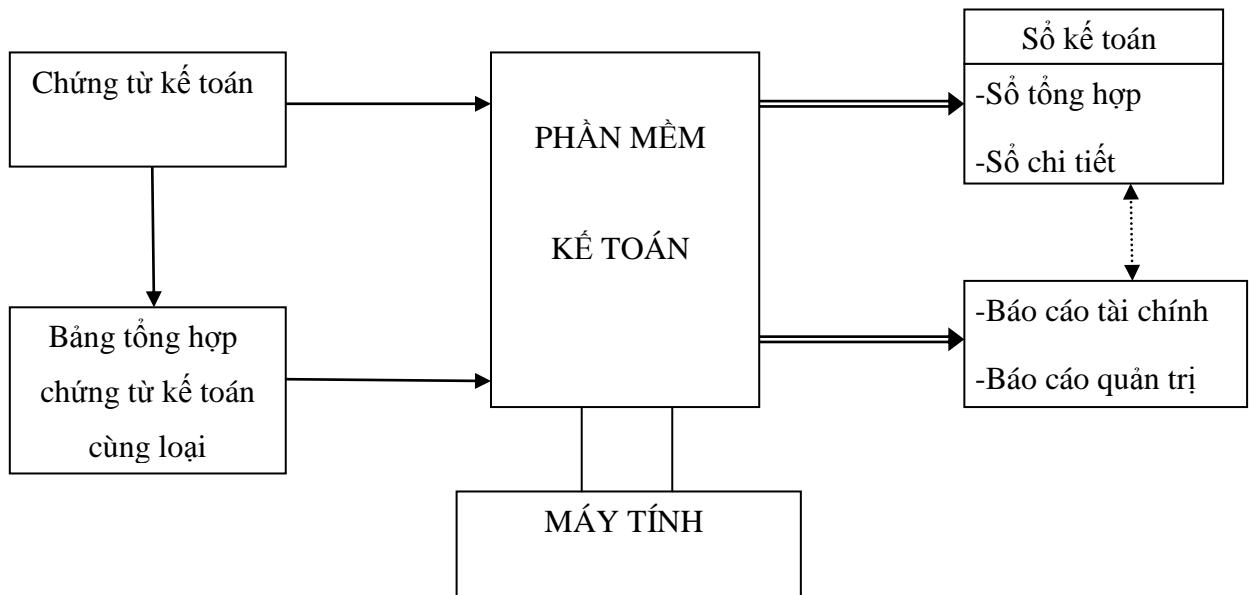 Chứng từ kế toán
Bảng tổng hợp
chứng từ kế toán
cùng loại
PHẦN MỀM
KẾ TOÁN
MÁY TÍNH
Sổ kế toán
-Sổ tổng hợp
-Sổ chi tiết
-Báo cáo tài chính
-Báo cáo quản trị